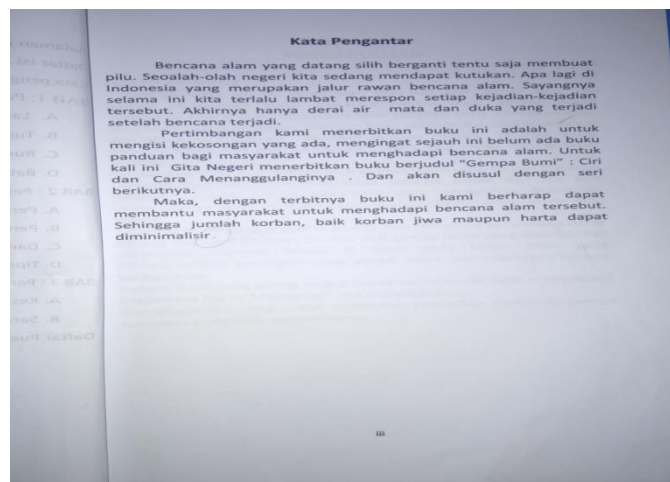 Kata Pengantar
Bencana alam yang datang silih berganti tentu saja membuat
pilu. Seoalah-olah negeri kita sedang mendapat kutukan. Apa lagi di
Indonesia yang merupakan jalur rawan bencana alam. Sayangnya
selama ini kita terlalu lambat merespon setiap kejadian-kejadian
tersebut. Akhirnya hanya derai air mata dan duka yang terjadi
setelah bencana terjadi.
Pertimbangan kami menerbitkan buku ini adalah untuk
mengisi kekosongan yang ada, mengingat sejauh ini belum ada buku
panduan bagi masyarakat untuk menghadapi bencana alam. Untuk
kali ini Gita Negeri menerbitkan buku berjudul "Gempa Bumi" : Ciri
dan Cara Menanggulanginya . Dan akan disusul dengan seri
berikutnya.
Maka, dengan terbitnya buku ini kami berharap dapat
membantu masyarakat untuk menghadapi bencana alam tersebut.
Sehingga jumlah korban, baik korban jiwa maupun harta dapat
diminimalisir
iii